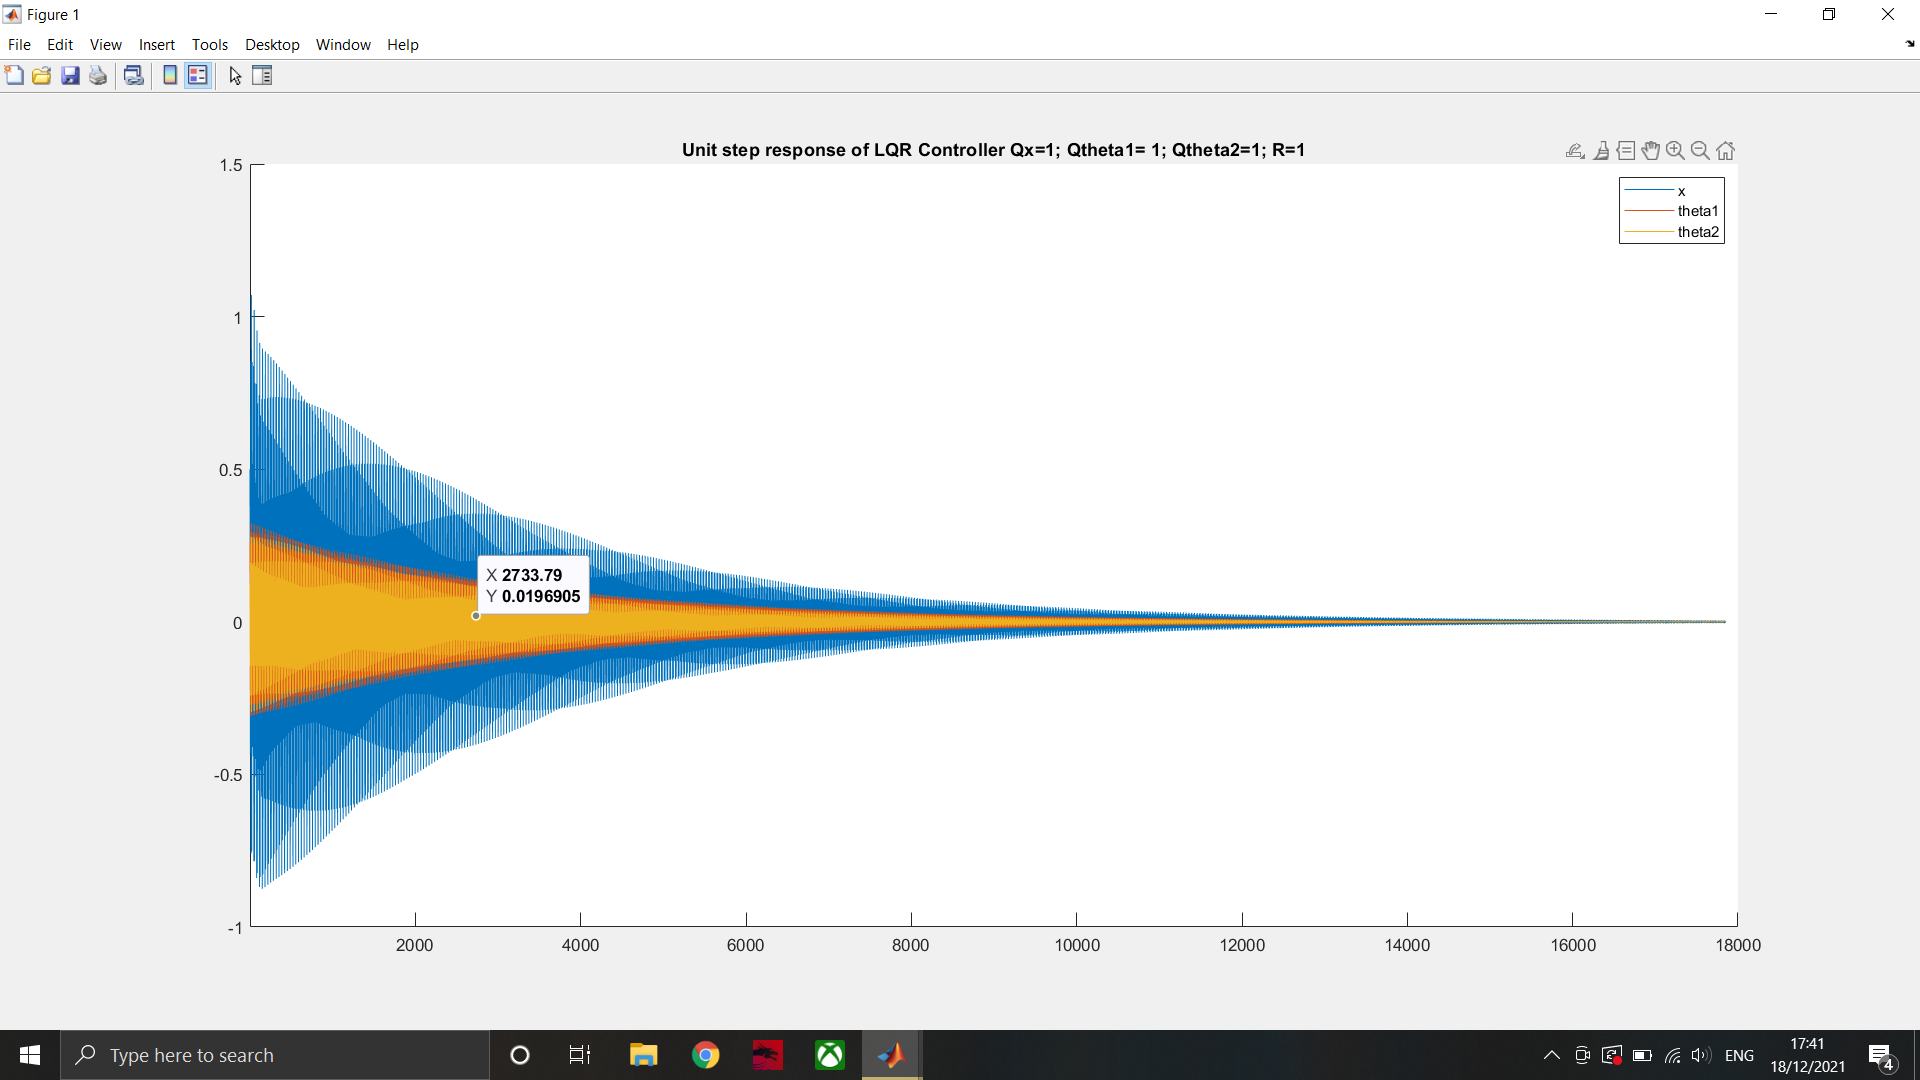 Figure 1
File Edit View Insert Tools Desktop Window Help
Unit step response of LQR Controller Qx=1; Qtheta1= 1; Qtheta2=1; R=1
1.5
x
theta1
theta2
1
0.5
X 2733.79
Y 0.0196905
0
-0.5
-1
2000 4000 6000 8000 10000 12000 14000 16000 18000
Type here to search
ENG
17:41
18/12/2021
4